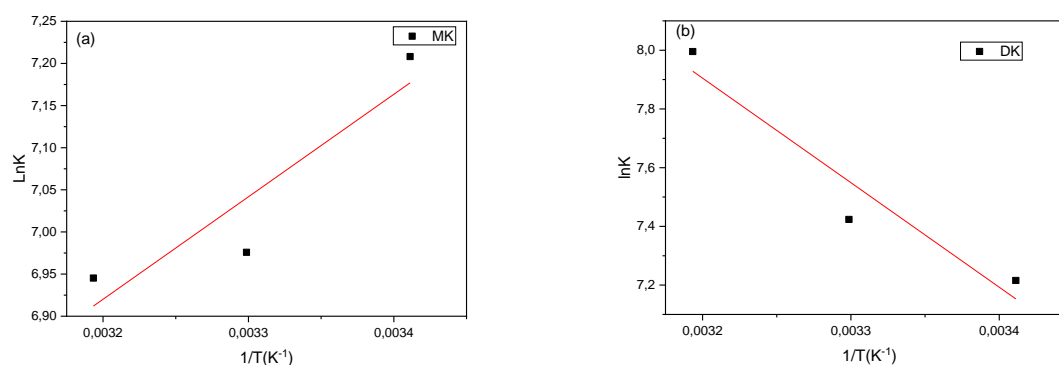 (a)
MK
7,25
7,20
7,15
7,10
7,05
7,00
6,95
6,90
LnK
0,0032
0,0033
0,0034
1/T(K⁻¹)
(b)
DK
8,0
7,8
7,6
7,4
7,2
lnK
0,0032
0,0033
0,0034
1/T(K⁻¹)